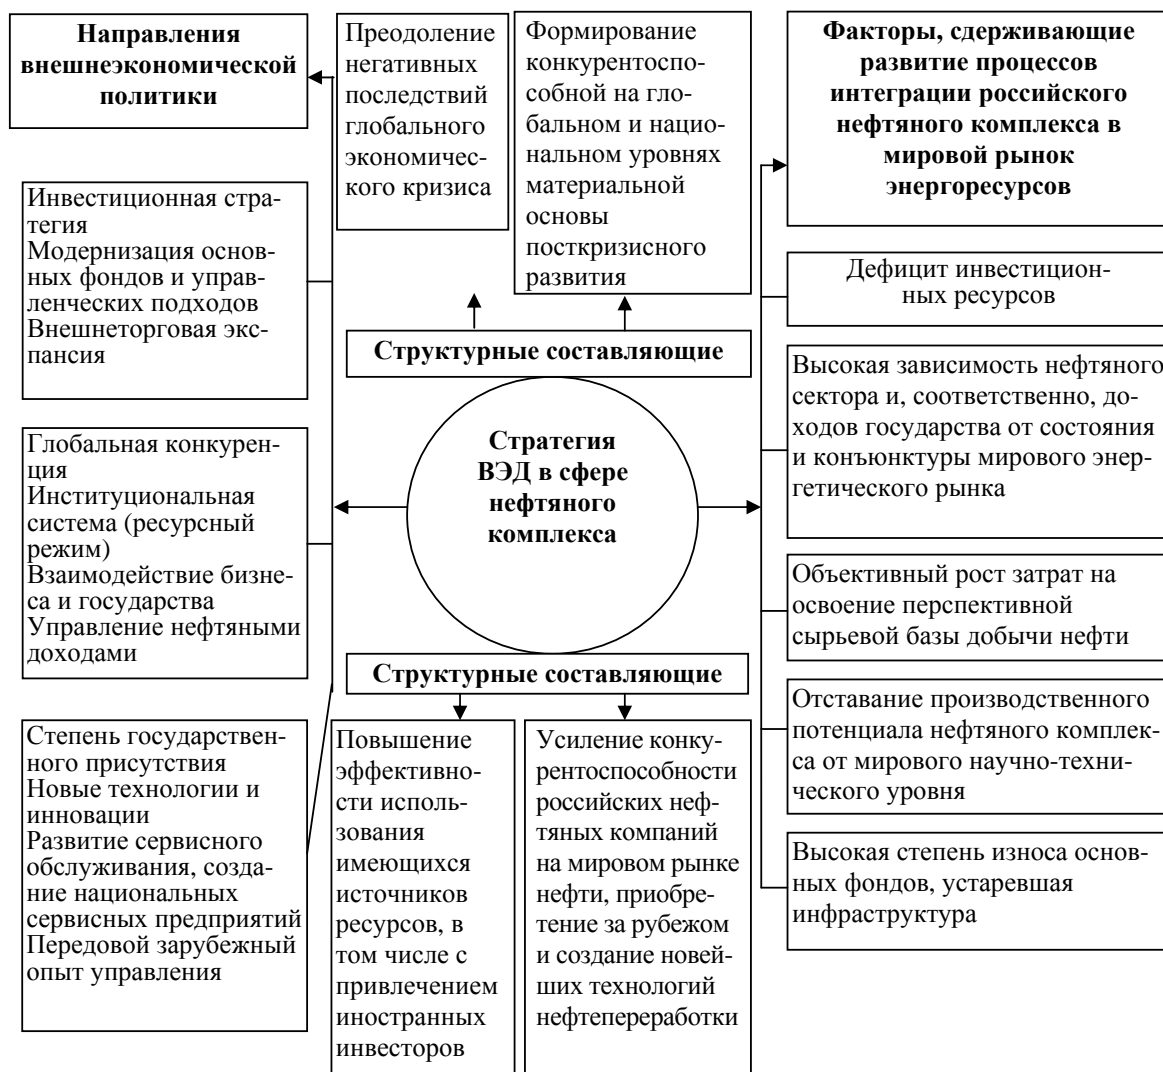 Направления
внешнеэкономической
политики
Инвестиционная стра-
тегия
Модернизация основ-
ных фондов и управ-
ленческих подходов
Внешнеторговая экс-
пансия
Глобальная конкурен-
ция
Институциональная
система (ресурсный
режим)
Взаимодействие бизне-
са и государства
Управление нефтяными
доходами
Степень государствен-
ного присутствия
Новые технологии и
инновации
Развитие сервисного
обслуживания, созда-
ние национальных
сервисных предприятий
Передовой зарубежный
опыт управления
Преодоление
негативных
последствий
глобального
экономичес-
кого кризиса
Формирование
конкурентоспо-
собной на гло-
бальном и нацио-
нальном уровнях
материальной
основы
посткризисного
развития
Структурные составляющие
Стратегия
ВЭД в сфере
нефтяного
комплекса
Структурные составляющие
Повышение
эффективно-
сти исполь-
зования
имеющихся
источников
ресурсов, в
том числе с
привлечением
иностранных
инвесторов
Усиление конку-
рентоспособности
российских неф-
тяных компаний
на мировом рынке
нефти, приобре-
тение за рубежом
и создание новей-
ших технологий
нефтепереработки
Факторы, сдерживающие
развитие процессов
интеграции российского
нефтяного комплекса в
мировой рынок
энергоресурсов
Дефицит инвестицион-
ных ресурсов
Высокая зависимость нефтяного
сектора и, соответственно, до-
ходов государства от состояния
и конъюнктуры мирового энер-
гетического рынка
Объективный рост затрат на
освоение перспективной
сырьевой базы добычи нефти
Отставание производственного
потенциала нефтяного комплек-
са от мирового научно-техни-
ческого уровня
Высокая степень износа основ-
ных фондов, устаревшая
инфраструктура